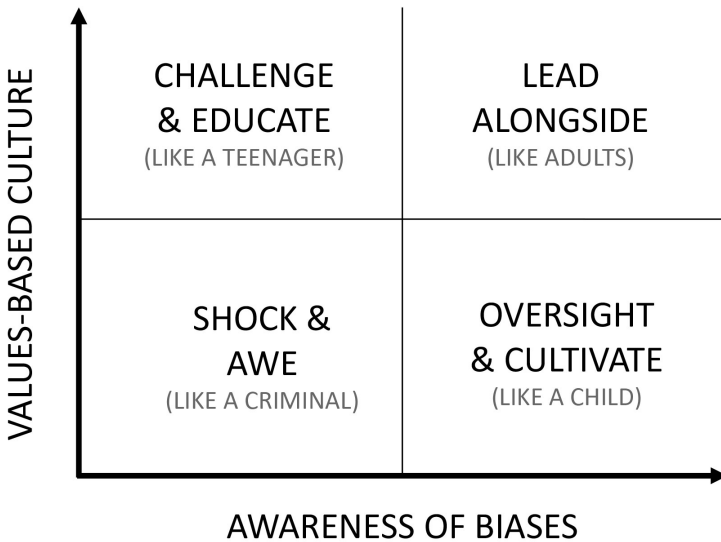 VALUES-BASED CULTURE
CHALLENGE
& EDUCATE
(LIKE A TEENAGER)
LEAD
ALONGSIDE
(LIKE ADULTS)
SHOCK &
AWE
(LIKE A CRIMINAL)
OVERSIGHT
& CULTIVATE
(LIKE A CHILD)
AWARENESS OF BIASES